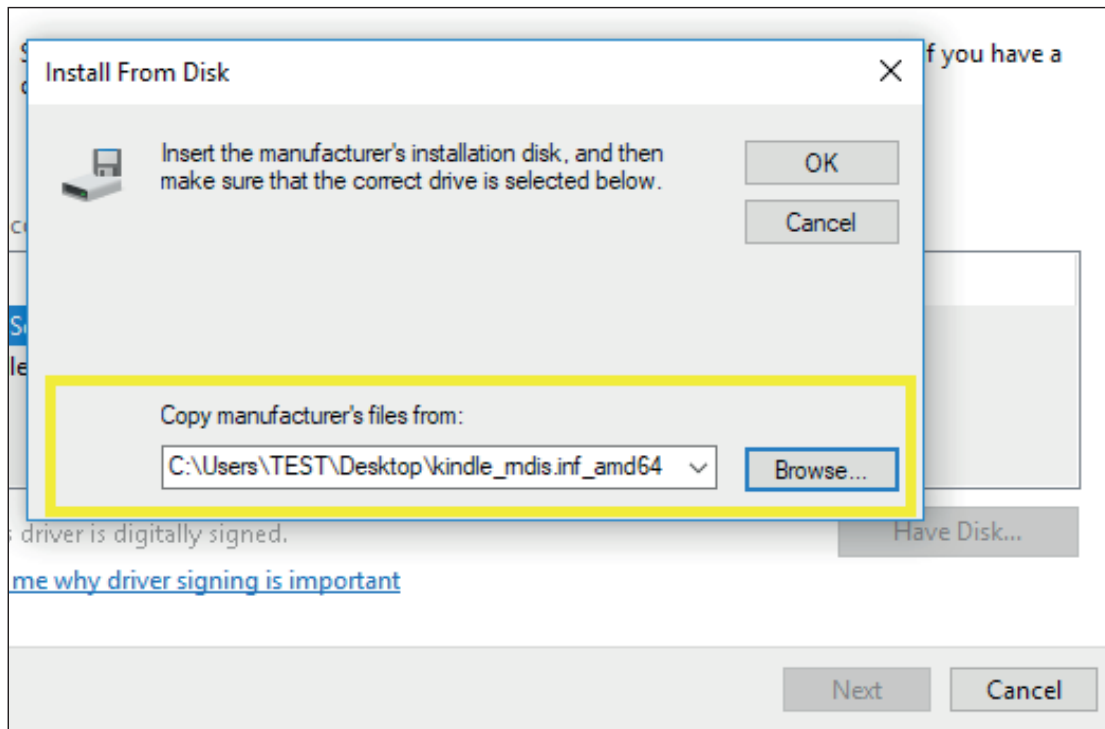 f you have a
Install From Disk
Insert the manufacturer's installation disk, and then
make sure that the correct drive is selected below.
OK
Cancel
Copy manufacturer's files from:
C:\Users\TEST\Desktop\kindle_rndis.inf_amd64
Browse...
driver is digitally signed.
Have Disk...
me why driver signing is important
Next
Cancel